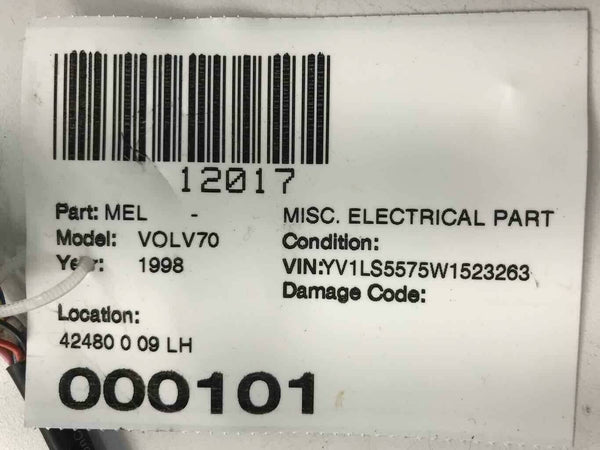 12017
Part: MEL - MISC. ELECTRICAL PART
Model: VOLV70 Condition:
Year: 1998 VIN:YV1LS5575W1523263
Damage Code:
Location:
42480 0 09 LH
000101